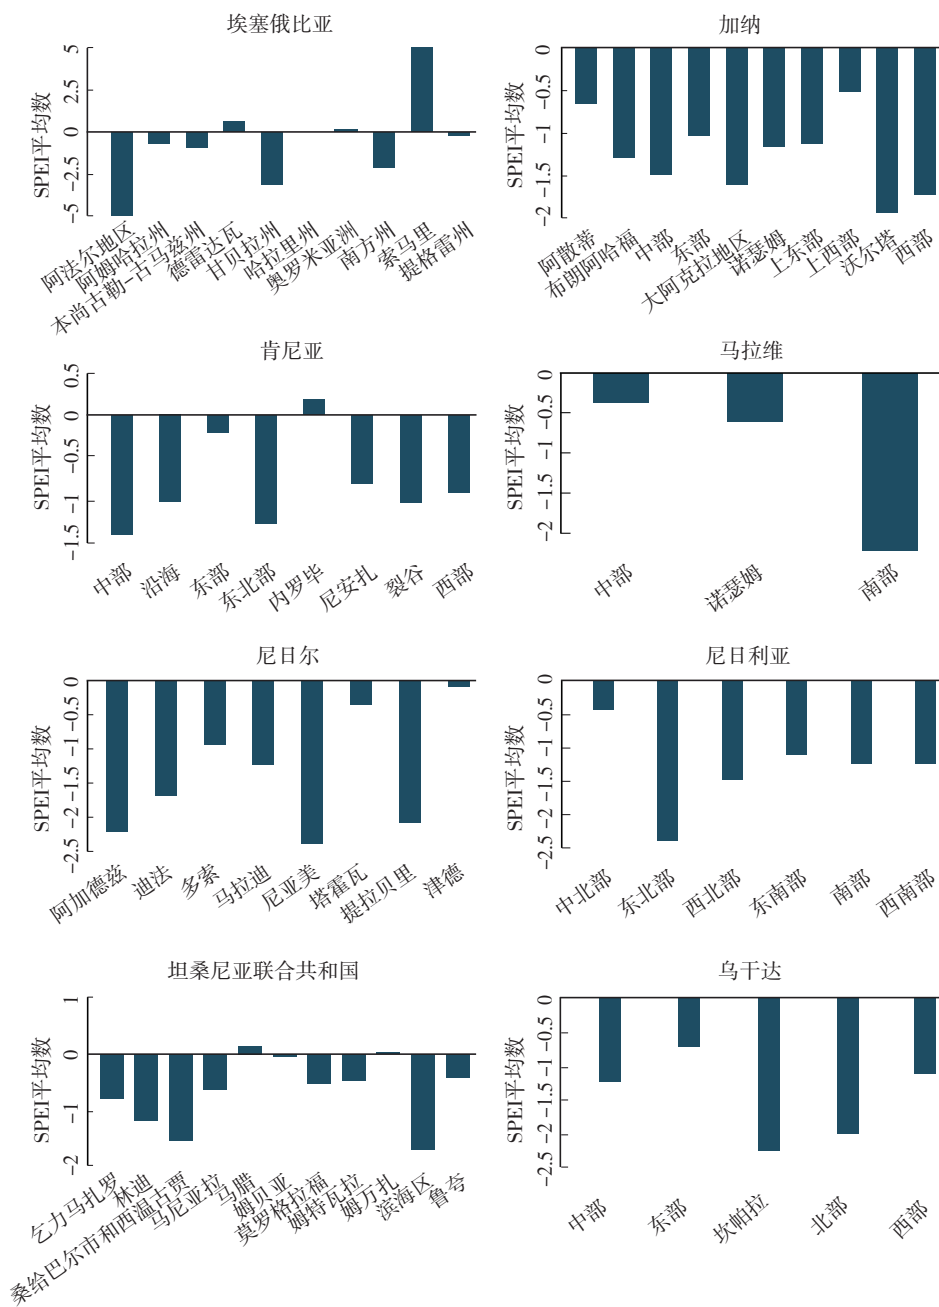 埃塞俄比亚
SPEI平均数
5
2.5
0
−2.5
−5
阿法尔地区
阿姆哈拉州
本尚古勒–古马兹州
德雷达瓦
甘贝拉州
哈拉里州
奥罗米亚洲
南方州
索马里
提格雷州
加纳
SPEI平均数
0
−0.5
−1
−1.5
−2
阿散蒂
布朗阿哈福
中部
东部
大阿克拉地区
诺瑟姆
上东部
上西部
沃尔塔
西部
肯尼亚
SPEI平均数
0.5
0
−0.5
−1
−1.5
中部
沿海
东部
东北部
内罗毕
尼安扎
裂谷
西部
马拉维
SPEI平均数
0
−0.5
−1
−1.5
−2
中部
诺瑟姆
南部
尼日尔
SPEI平均数
0
−0.5
−1
−1.5
−2
−2.5
阿加德兹
迪法
多索
马拉迪
尼亚美
塔霍瓦
提拉贝里
津德
尼日利亚
SPEI平均数
0
−0.5
−1
−1.5
−2
−2.5
中北部
东北部
西北部
东南部
南部
西南部
坦桑尼亚联合共和国
SPEI平均数
1
0
−1
−2
乞力马扎罗
林迪
桑给巴尔市和西温古贾
马尼亚拉
马腊
姆贝亚
莫罗格拉福
姆特瓦拉
姆方扎
滨海区
鲁夸
乌干达
SPEI平均数
0
−0.5
−1
−1.5
−2
−2.5
中部
东部
坎帕拉
北部
西部